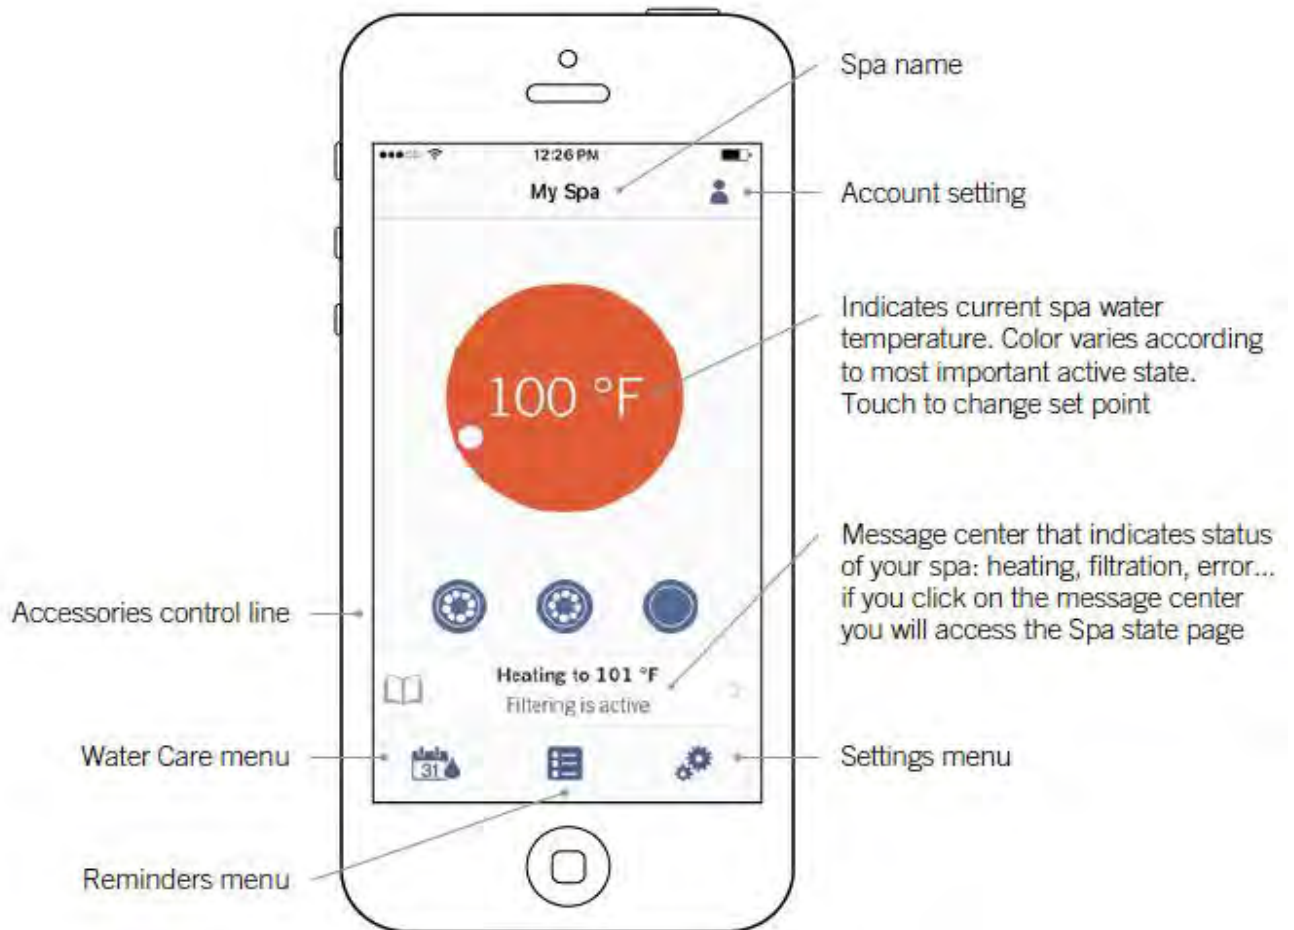 Spa name
12:26 PM
My Spa
Account setting
Indicates current spa water
temperature. Color varies according
to most important active state.
Touch to change set point
100 °F
Message center that indicates status
of your spa: heating, filtration, error...
if you click on the message center
you will access the Spa state page
Accessories control line
Heating to 101 °F
Filtering is active
Water Care menu
31
Settings menu
Reminders menu